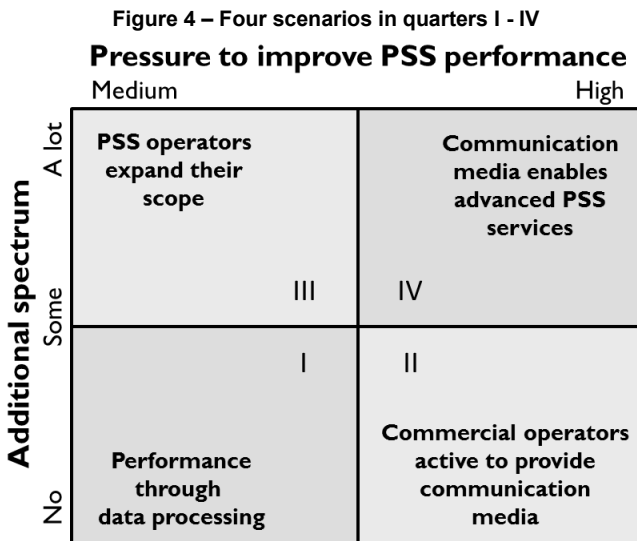 Figure 4 – Four scenarios in quarters I - IV
Pressure to improve PSS performance
Medium
High
Additional spectrum
A lot
Some
No
PSS operators
expand their
scope
III
Communication
media enables
advanced PSS
services
IV
I
Performance
through
data processing
II
Commercial operators
active to provide
communication
media